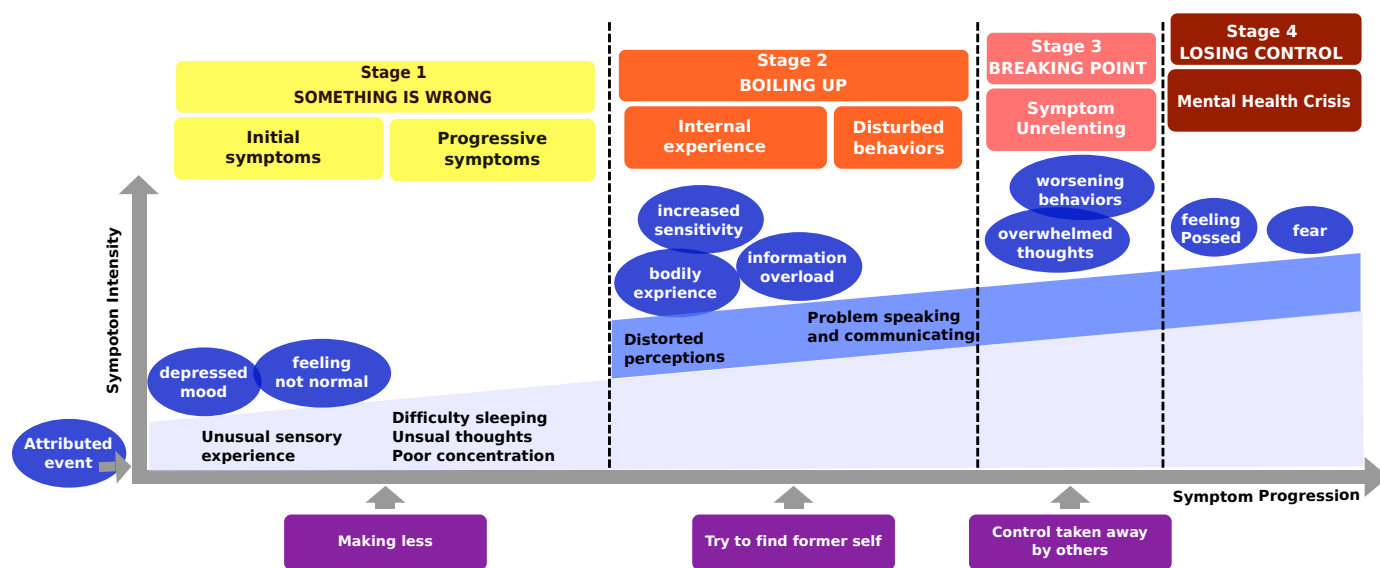 Stage 1
SOMETHING IS WRONG
Initial
symptoms
Progressive
symptoms
Stage 2
BOILING UP
Internal
experience
Disturbed
behaviors
Stage 3
BREAKING POINT
Symptom
Unrelenting
Stage 4
LOSING CONTROL
Mental Health Crisis
Sympoton Intensity
Attributed
event
depressed
mood
feeling
not normal
Unusual sensory
experience
Difficulty sleeping
Unsual thoughts
Poor concentration
increased
sensitivity
bodily
exprience
information
overload
Distorted
perceptions
Problem speaking
and communicating
worsening
behaviors
overwhelmed
thoughts
feeling
Possed
fear
Symptom Progression
Making less
Try to find former self
Control taken away
by others